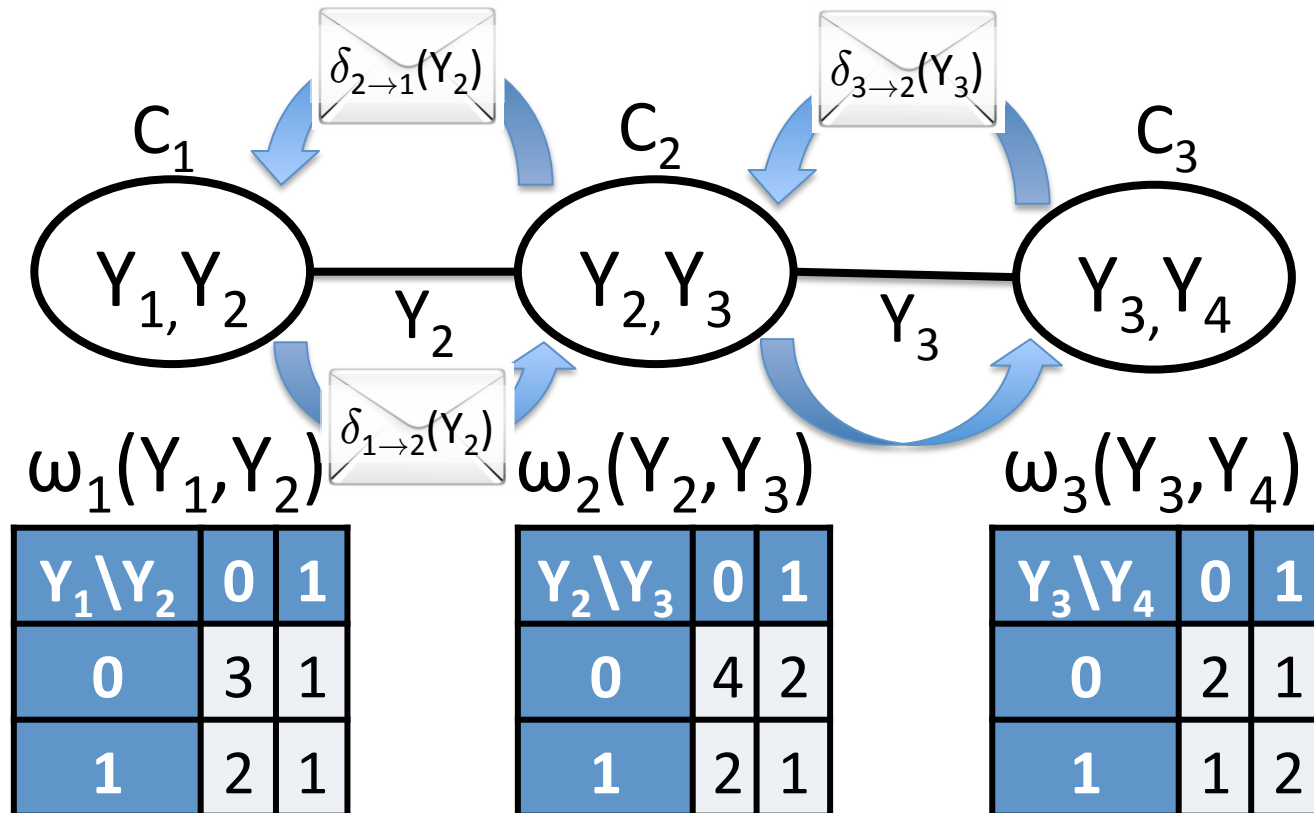 δ₂→₁(Y₂) δ₃→₂(Y₃)
C₁ C₂ C₃
Y₁,Y₂ Y₂,Y₃ Y₃,Y₄
Y₂ Y₃
δ₁→₂(Y₂)
ω₁(Y₁,Y₂) ω₂(Y₂,Y₃) ω₃(Y₃,Y₄)
Y₁\Y₂ 0 1 Y₂\Y₃ 0 1 Y₃\Y₄ 0 1
0 3 1 0 4 2 0 2 1
1 2 1 1 2 1 1 1 2